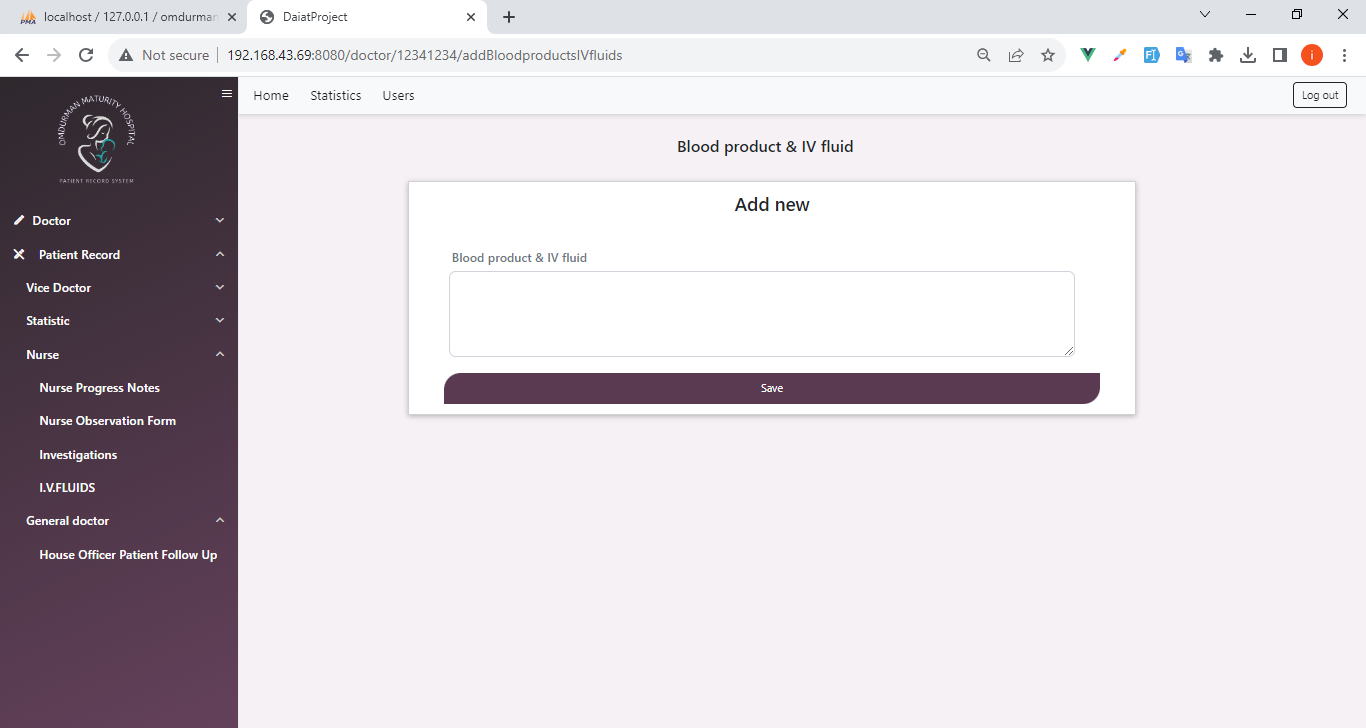 localhost / 127.0.0.1 / omdurman
DaiatProject
Not secure
192.168.43.69:8080/doctor/12341234/addBloodproductsIVfluids
OMDURMAN MATURITY HOSPITAL
PATIENT RECORD SYSTEM
Home Statistics Users
Log out
Doctor
Patient Record
Vice Doctor
Statistic
Nurse
Nurse Progress Notes
Nurse Observation Form
Investigations
I.V.FLUIDS
General doctor
House Officer Patient Follow Up
Blood product & IV fluid
Add new
Blood product & IV fluid
Save